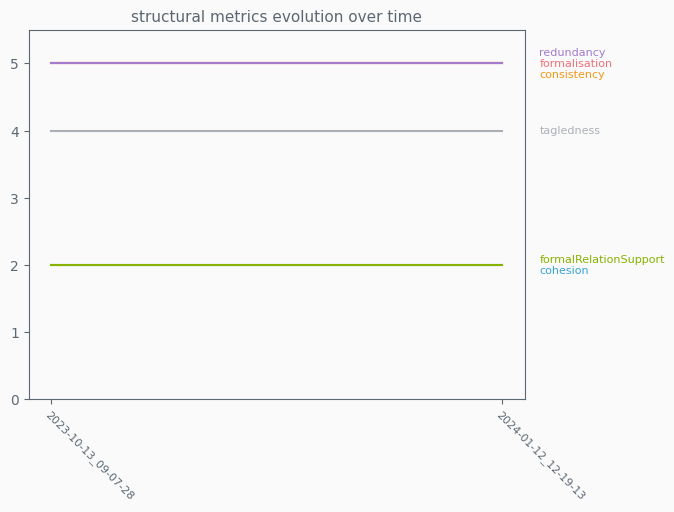 structural metrics evolution over time
5
4
3
2
1
0
redundancy
formalisation
consistency
tagledness
formalRelationSupport
cohesion
2023-10-13_09-07-28
2024-01-12_12-19-13